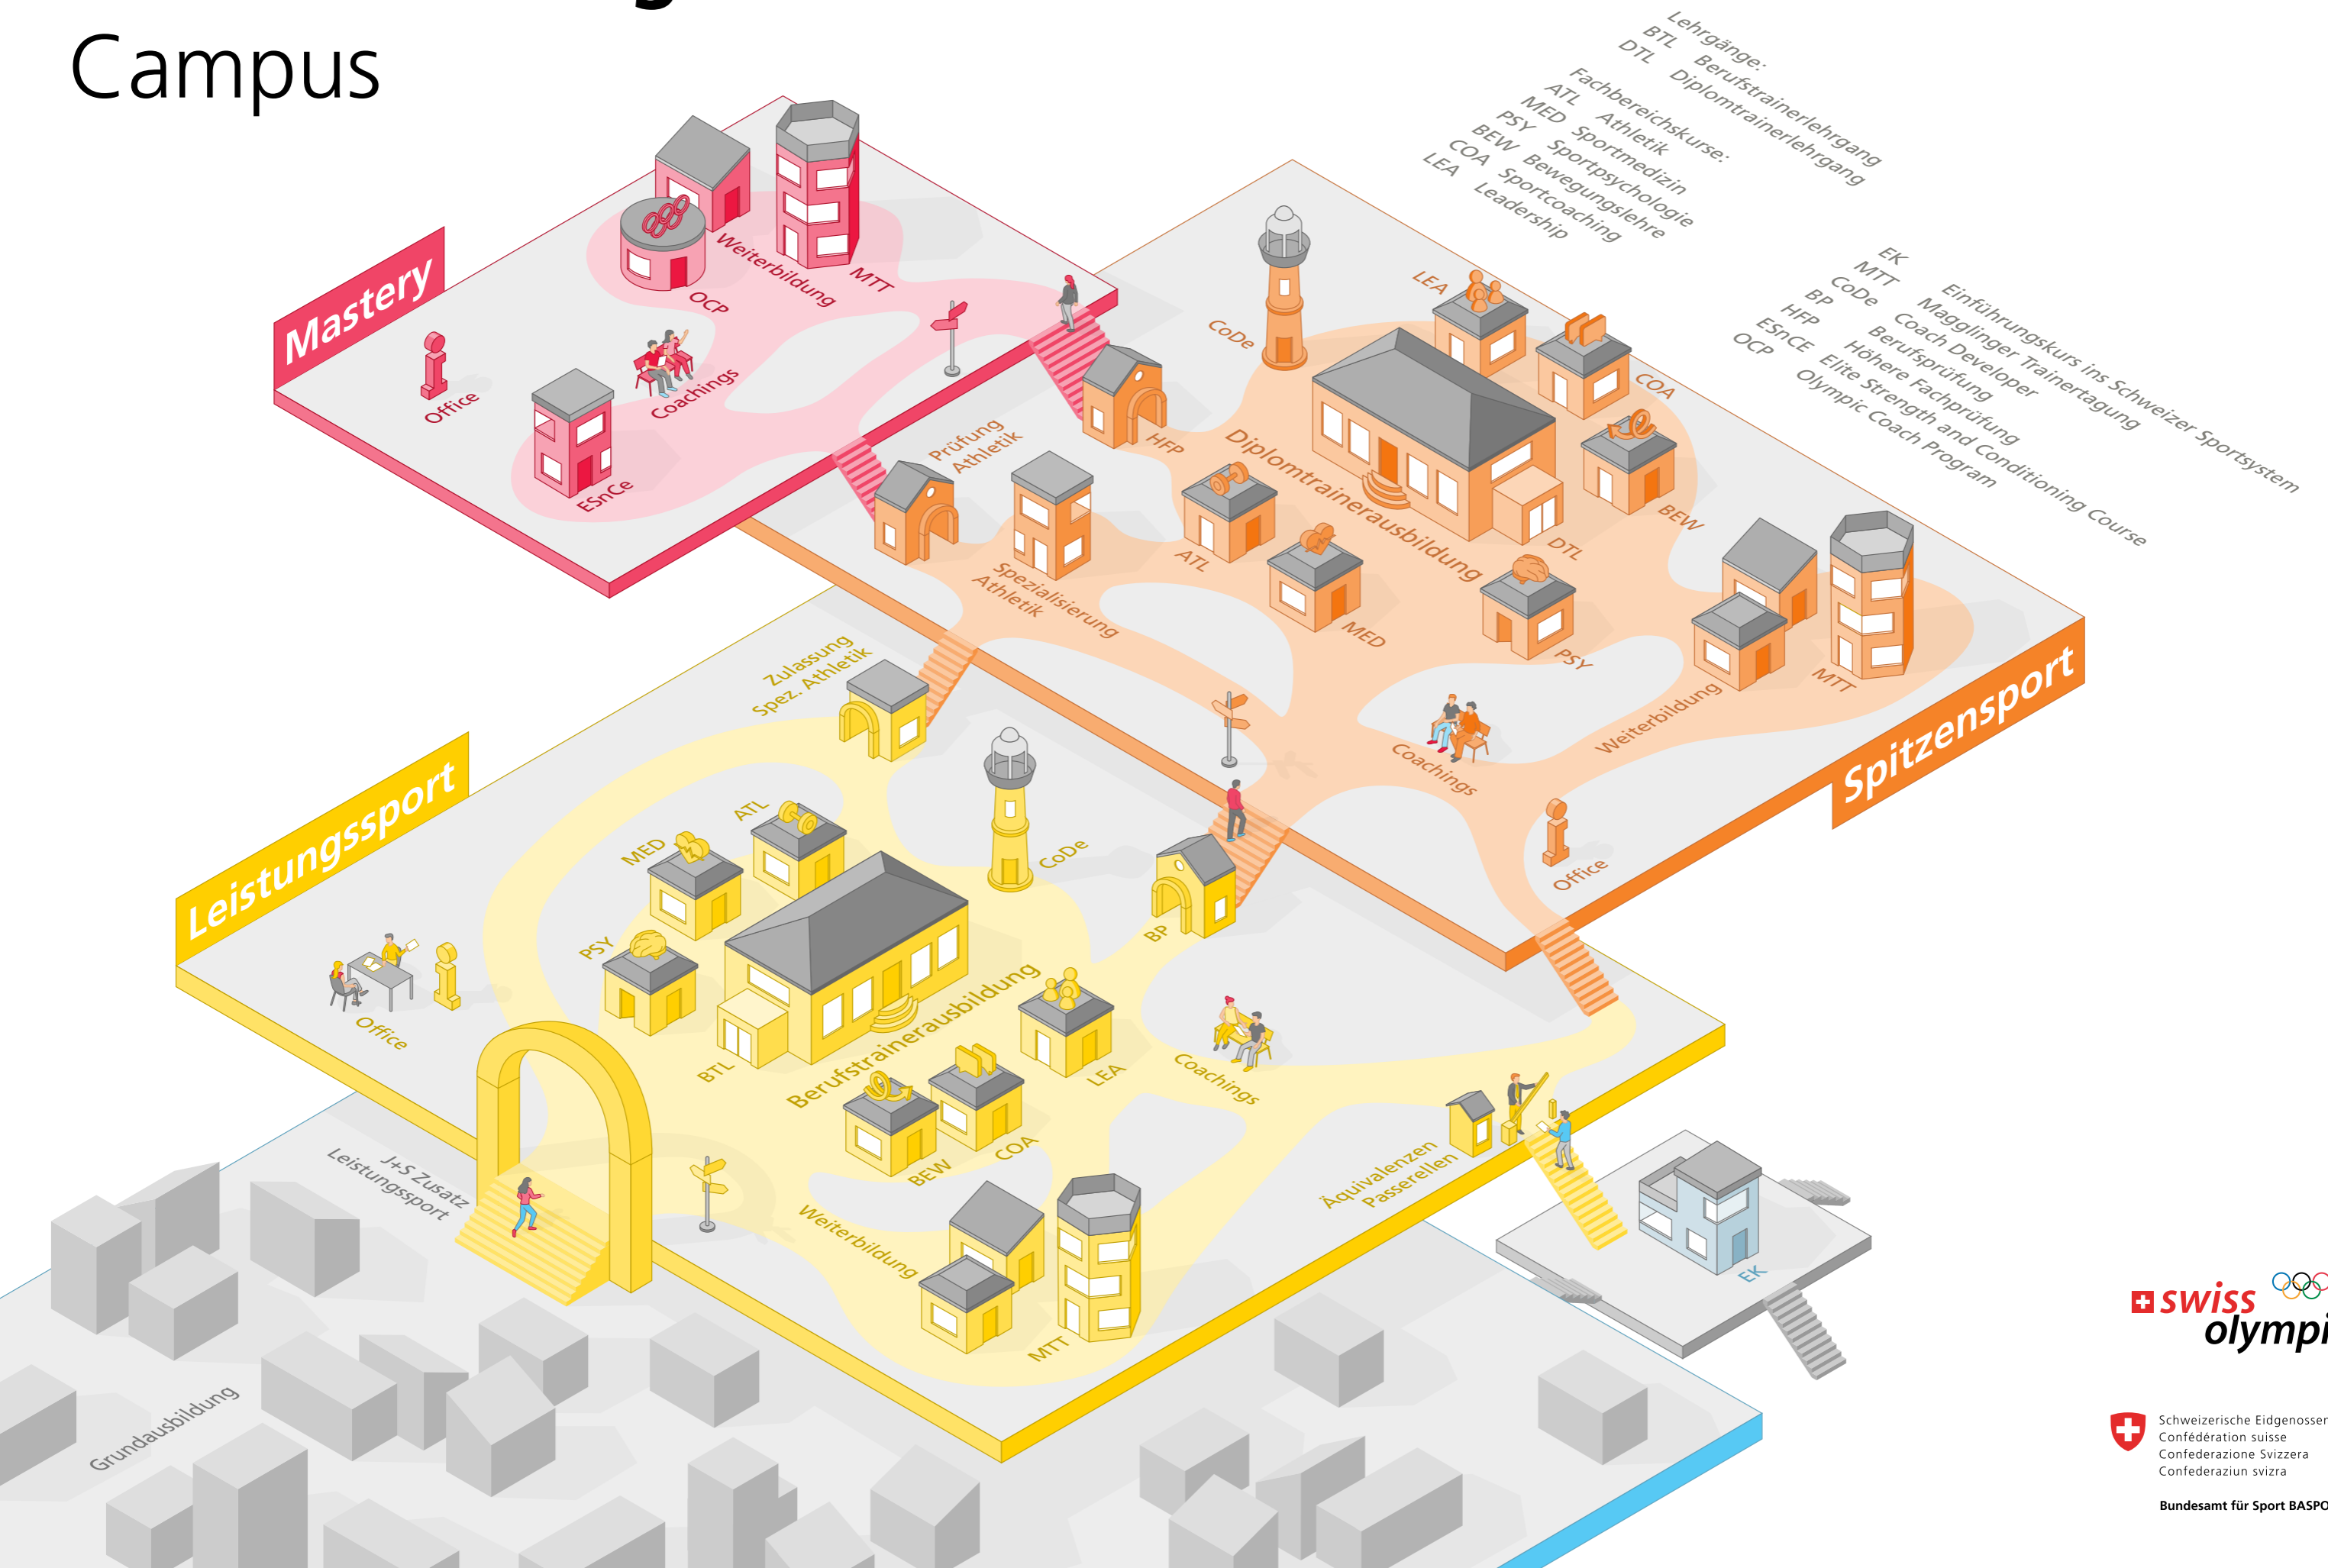 Campus
Lehrgänge:
BTL Berufstrainerlehrgang
DTL Diplomtrainerlehrgang
Fachbereichskurse:
ATL Athletik
MED Sportmedizin
PSY Sportpsychologie
BEW Bewegungslehre
COA Sportcoaching
LEA Leadership
EK Einführungskurs ins Schweizer Sportsystem
MTT Magglinger Trainertagung
CoDe Coach Developer
BP Berufsprüfung
HFP Höhere Fachprüfung
ESnCE Elite Strength and Conditioning Course
OCP Olympic Coach Program
Mastery
Office
OCP
Weiterbildung
MTT
Coachings
ESnCe
Spitzensport
CoDe
LEA
COA
BEW
HFP
Prüfung
Athletik
Diplomtrainerausbildung
DTL
ATL
MED
PSY
Spezialisierung
Athletik
Coachings
Weiterbildung
MTT
Office
Leistungssport
Zulassung
Spez. Athletik
ATL
MED
PSY
CoDe
BP
Office
BTL
Berufstrainerausbildung
LEA
COA
BEW
Coachings
Weiterbildung
MTT
Äquivalenzen
Passerellen
EK
J+S Zusatz
Leistungssport
Grundausbildung
swiss
olympi
Schweizerische Eidgenossen
Confédération suisse
Confederazione Svizzera
Confederaziun svizra
Bundesamt für Sport BASPO